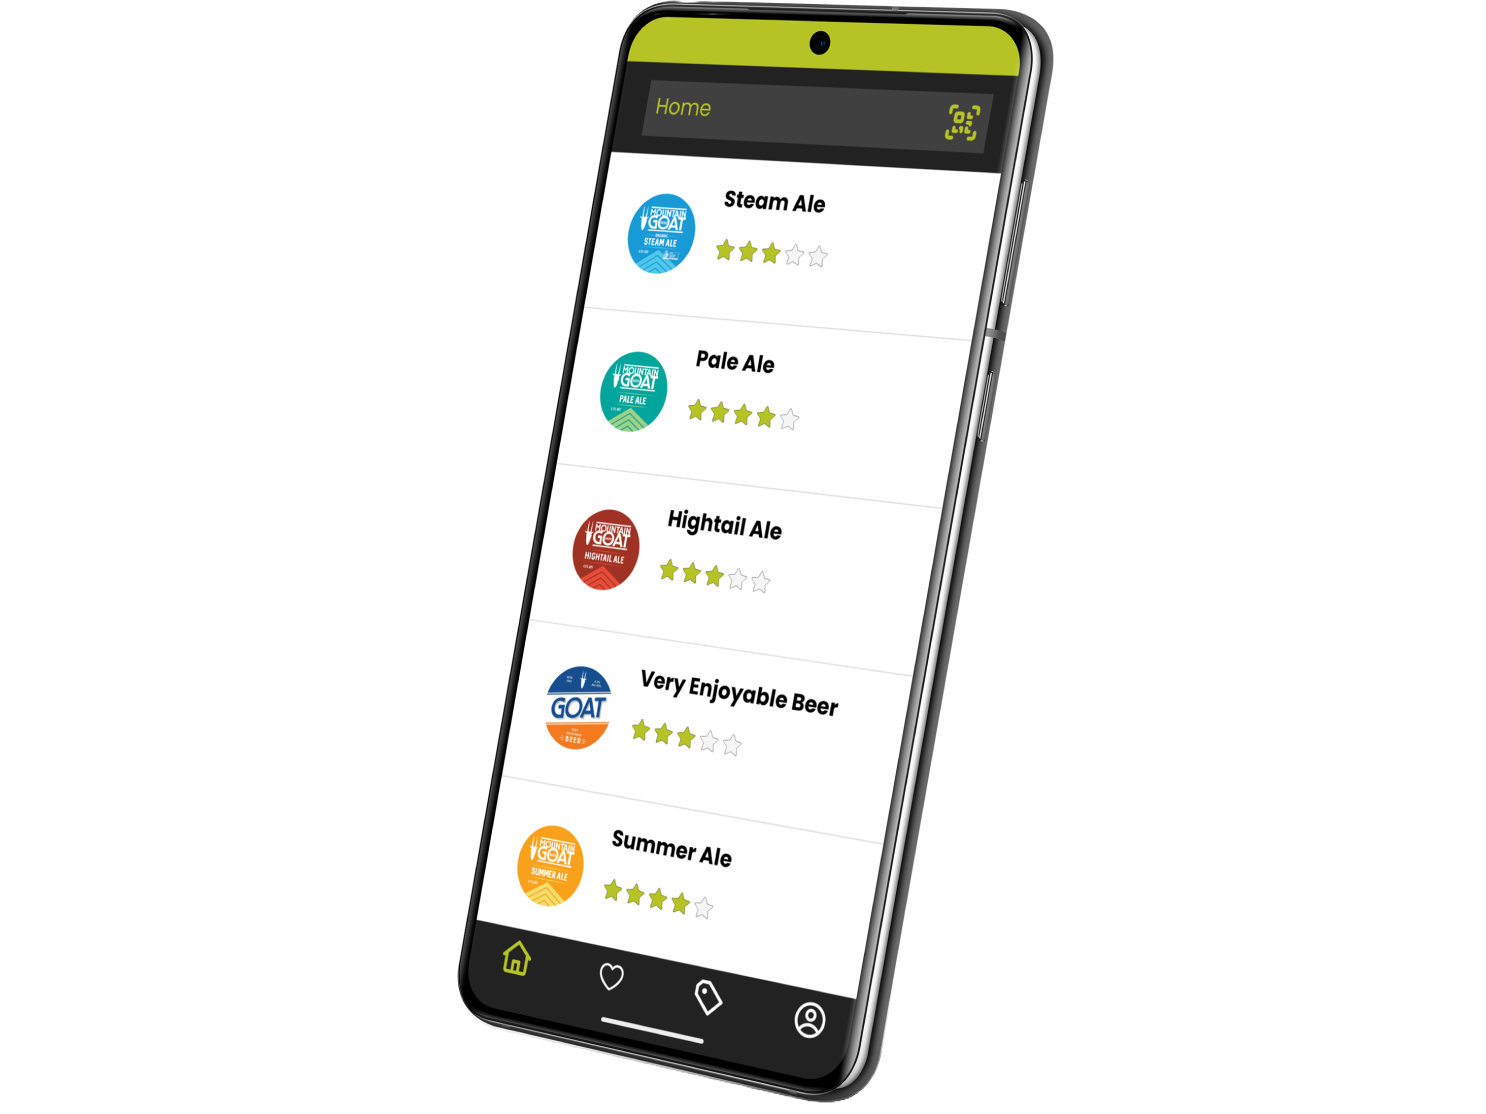 Home
Steam Ale
MOUNTAIN
GOAT
STEAM ALE
Pale Ale
MOUNTAIN
GOAT
PALE ALE
Hightail Ale
MOUNTAIN
GOAT
HIGHTAIL ALE
Very Enjoyable Beer
GOAT
BEER
Summer Ale
MOUNTAIN
GOAT
SUMMER ALE